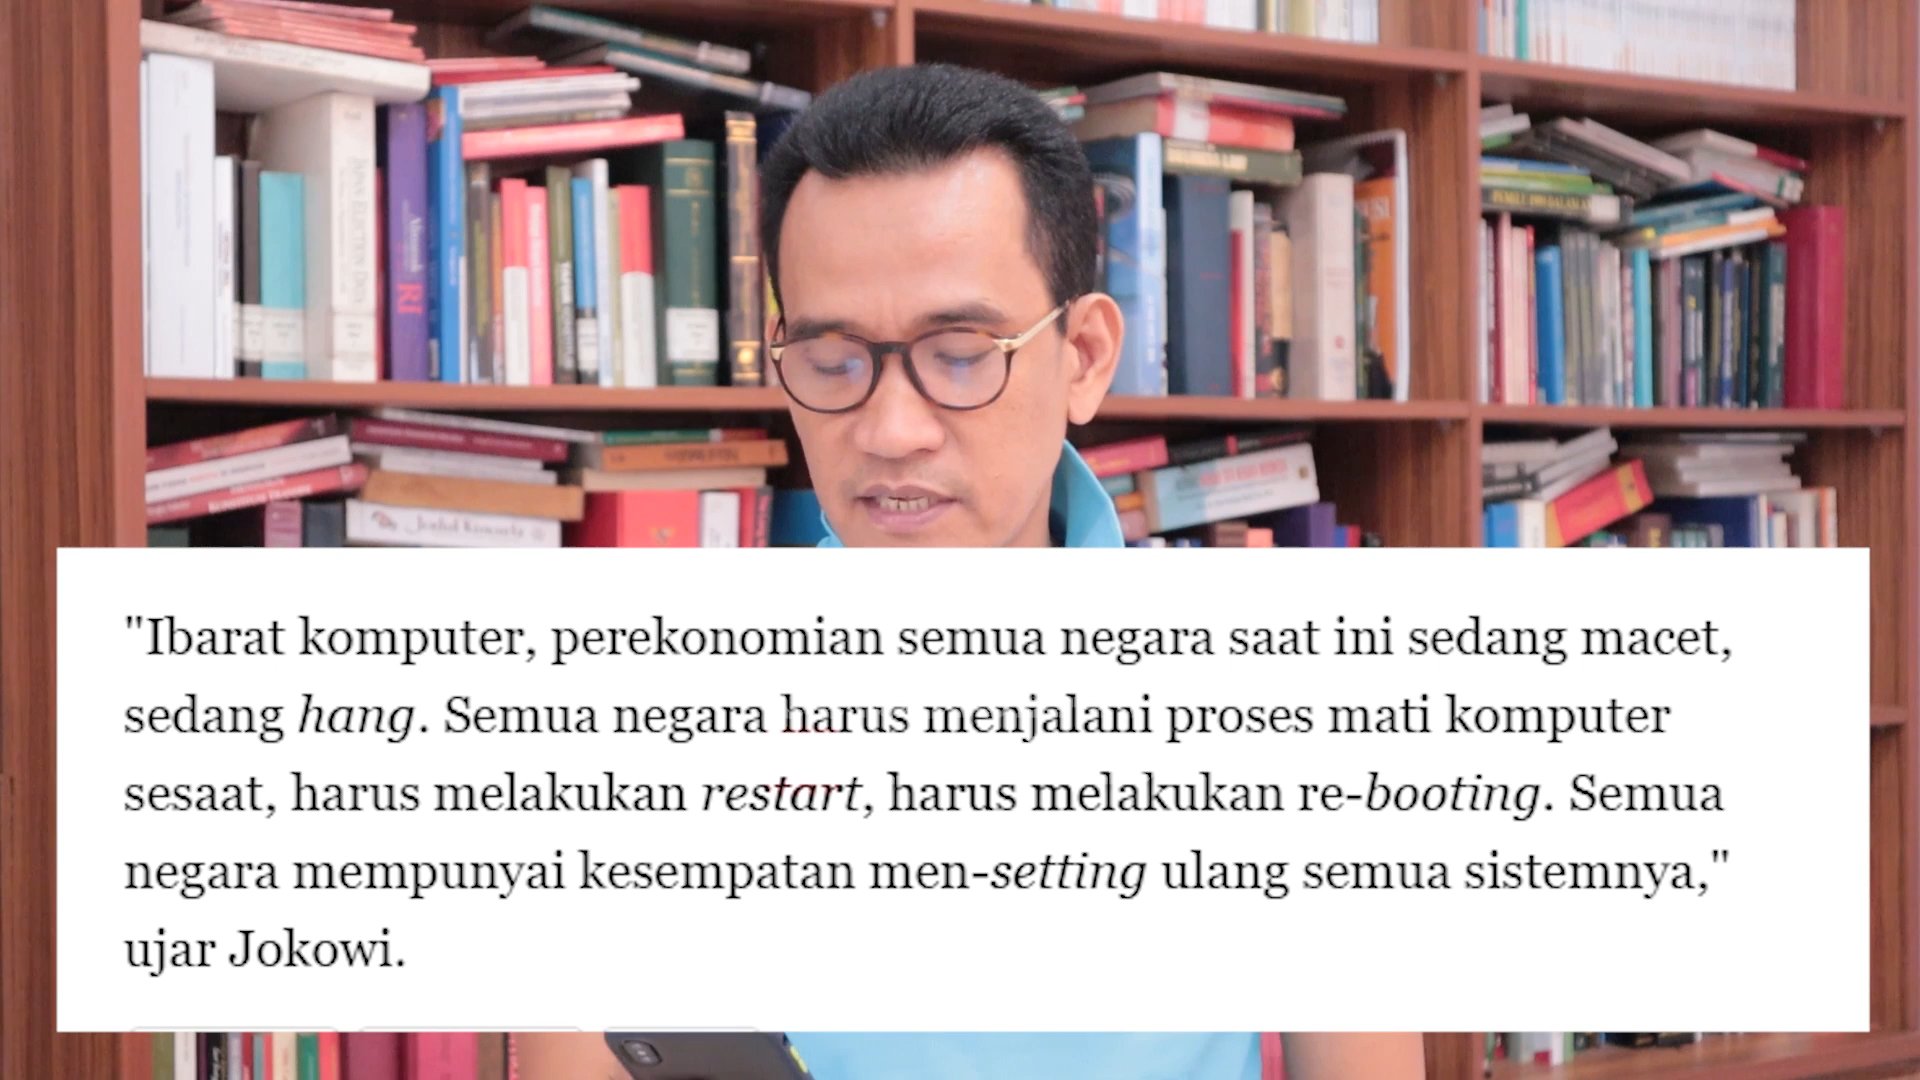 RI
"Ibarat komputer, perekonomian semua negara saat ini sedang macet,
sedang hang. Semua negara harus menjalani proses mati komputer
sesaat, harus melakukan restart, harus melakukan re-booting. Semua
negara mempunyai kesempatan men-setting ulang semua sistemnya,"
ujar Jokowi.